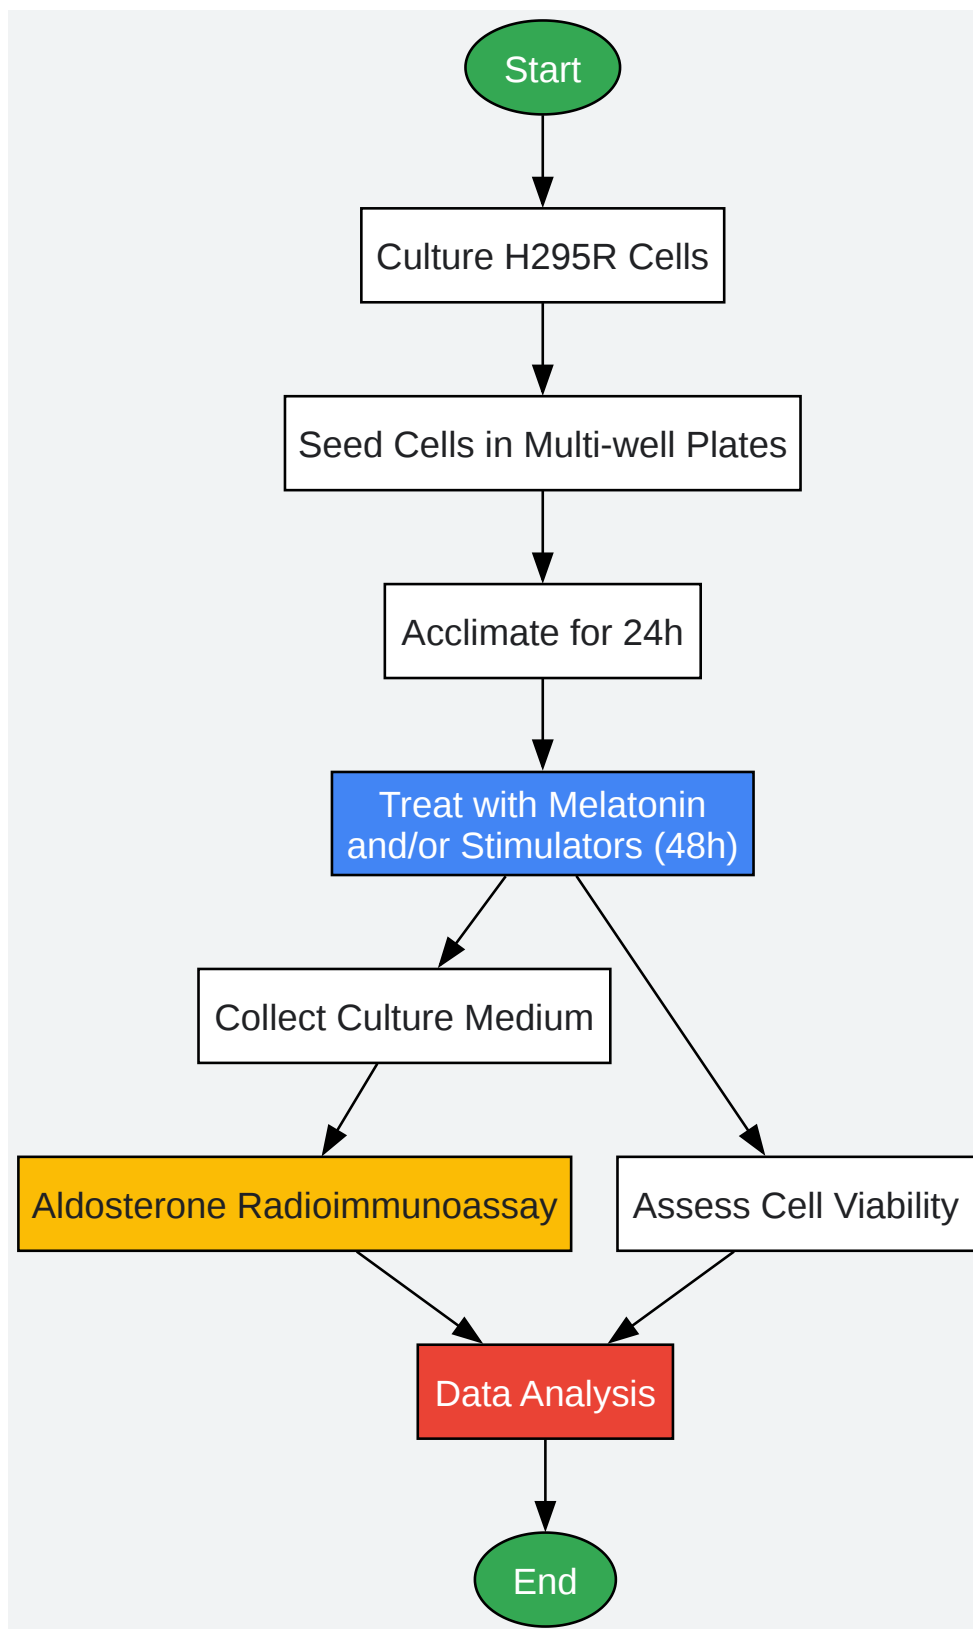 Start
Culture H295R Cells
Seed Cells in Multi-well Plates
Acclimate for 24h
Treat with Melatonin
and/or Stimulators (48h)
Collect Culture Medium
Aldosterone Radioimmunoassay
Assess Cell Viability
Data Analysis
End